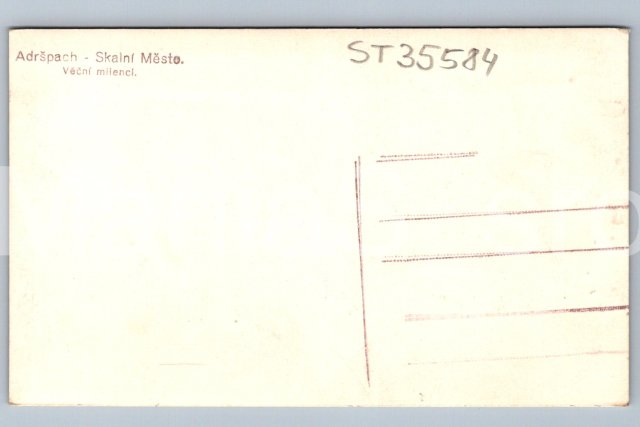 Adršpach - Skalní Město.
Věční milenci.
ST35584